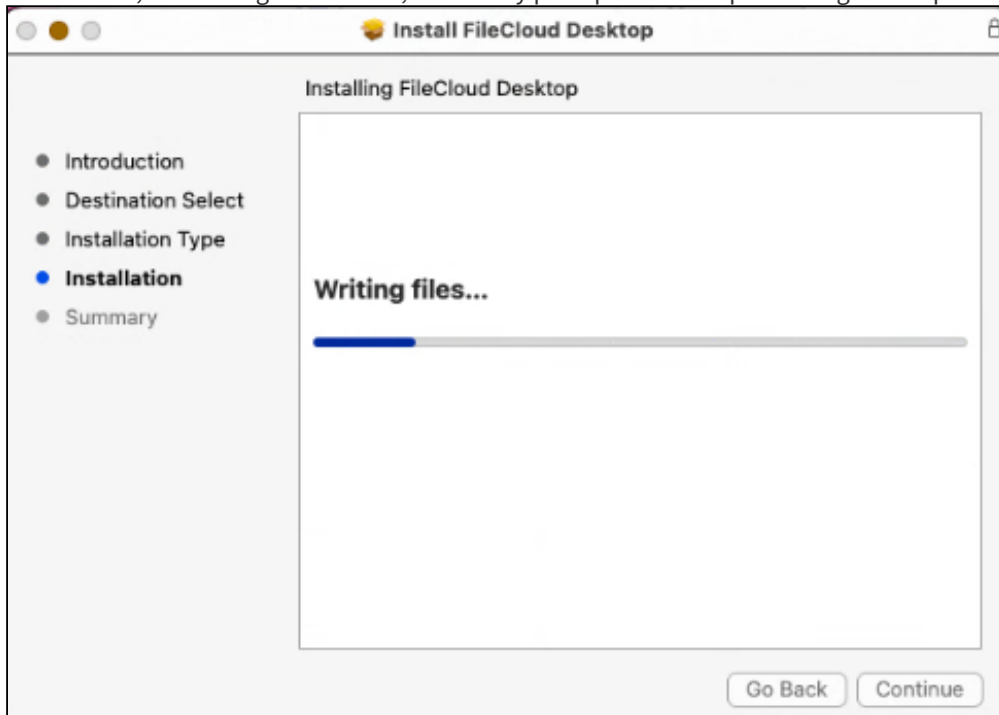 Install FileCloud Desktop
Installing FileCloud Desktop
Introduction
Destination Select
Installation Type
Installation
Summary
Writing files...
Go Back
Continue